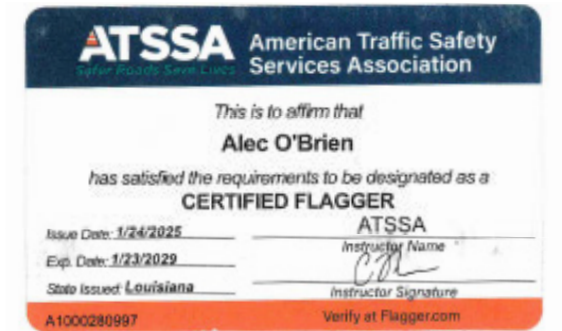 ATSSA
Safer Roads Save Lives
American Traffic Safety
Services Association
This is to affirm that
Alec O'Brien
has satisfied the requirements to be designated as a
CERTIFIED FLAGGER
Issue Date: 1/24/2025
ATSSA
Instructor Name
Exp. Date: 1/23/2029
State Issued: Louisiana
Instructor Signature
A1000280997
Verify at Flagger.com